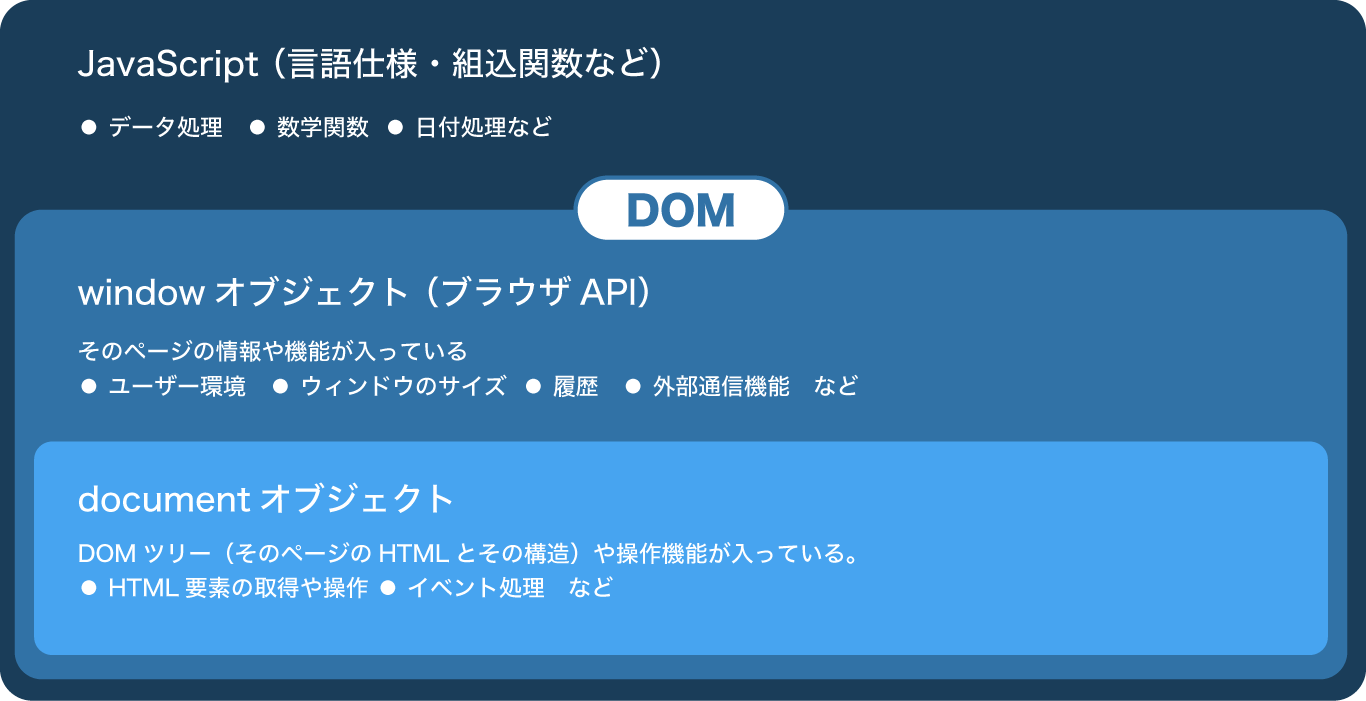 JavaScript（言語仕様・組込関数など）
● データ処理　● 数学関数　● 日付処理など
DOM
window オブジェクト（ブラウザ API）
そのページの情報や機能が入っている
● ユーザー環境　● ウィンドウのサイズ　● 履歴　● 外部通信機能　など
document オブジェクト
DOM ツリー（そのページの HTML とその構造）や操作機能が入っている。
● HTML 要素の取得や操作　● イベント処理　など